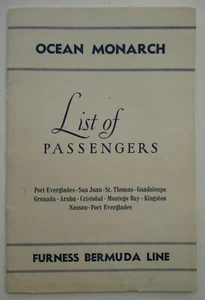 OCEAN MONARCH
List of
PASSENGERS
Port Everglades · San Juan · St. Thomas · Guadeloupe
Grenada · Aruba · Cristobal · Montego Bay · Kingston
Nassau · Port Everglades
FURNESS BERMUDA LINE